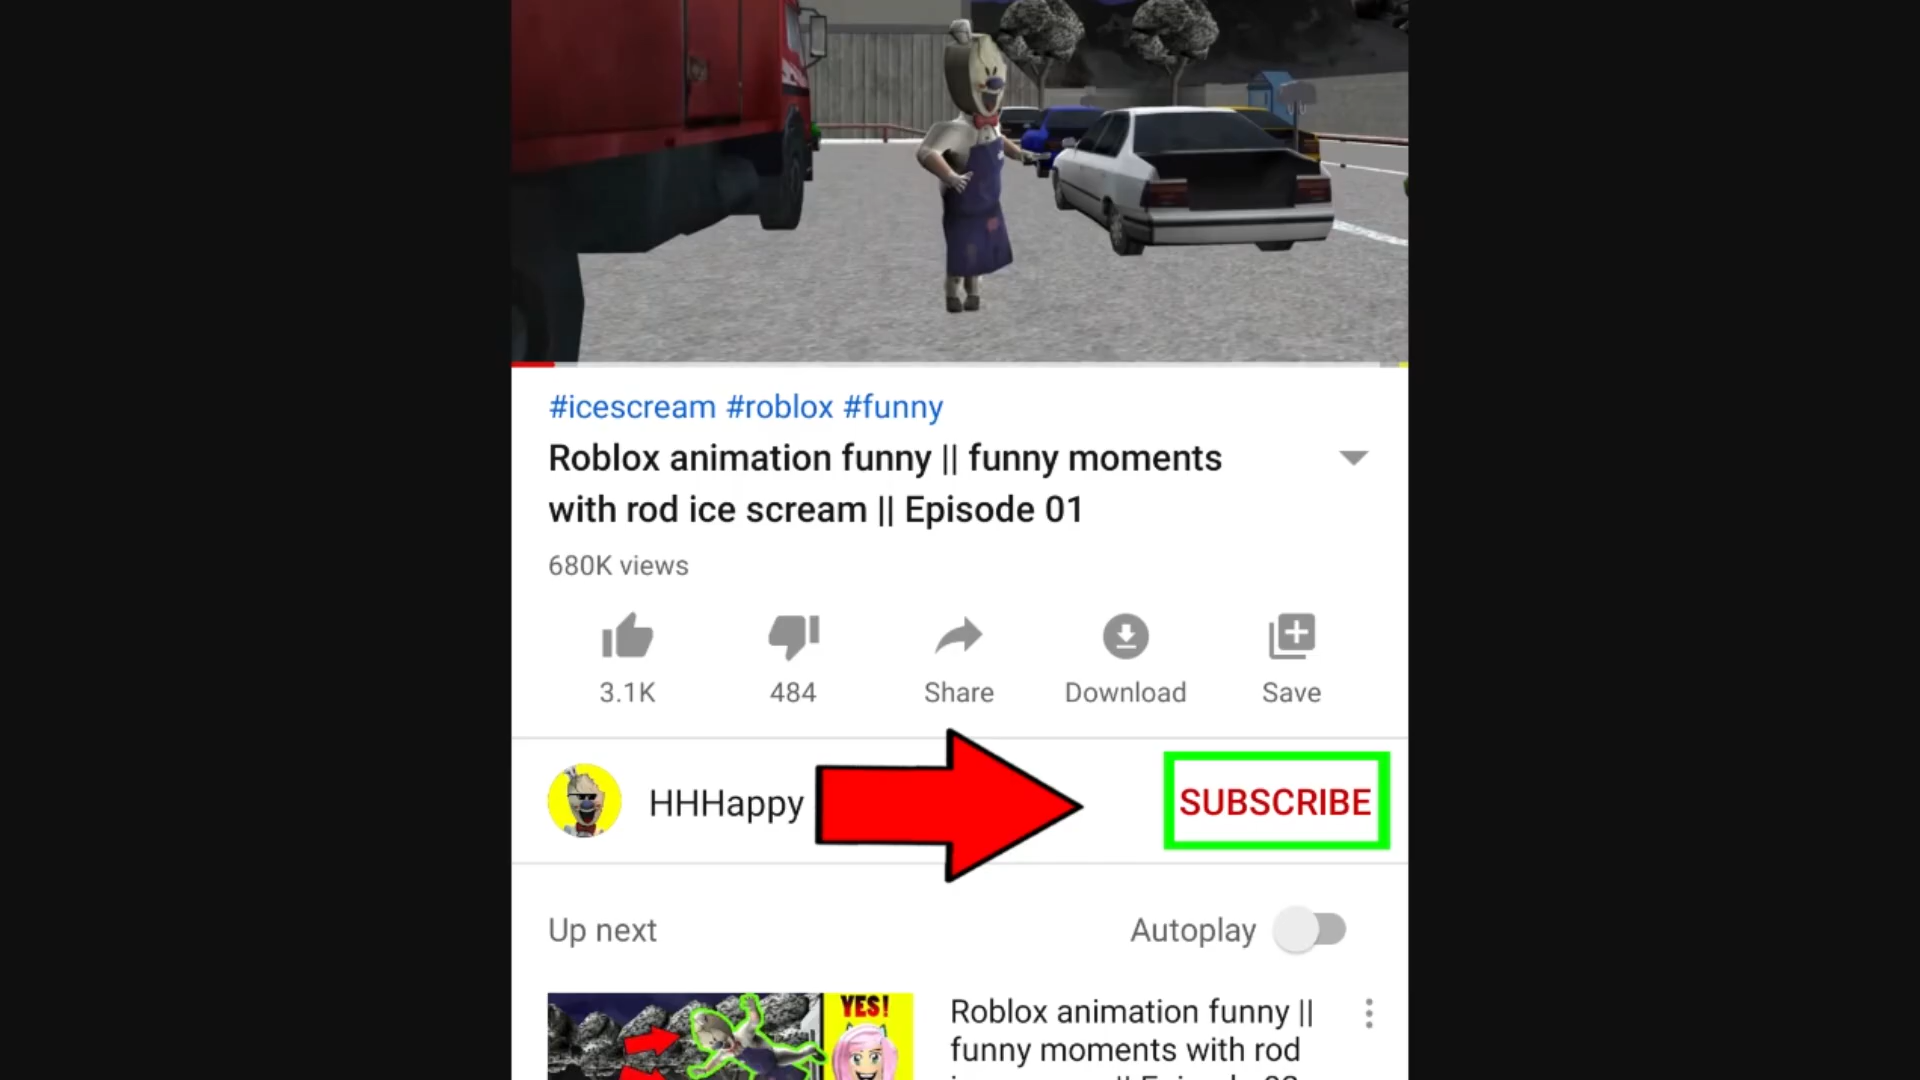 #icescream #roblox #funny
Roblox animation funny || funny moments
with rod ice scream || Episode 01
680K views
3.1K
484
Share
Download
Save
HHHappy
SUBSCRIBE
Up next
Autoplay
YES!
Roblox animation funny ||
funny moments with rod